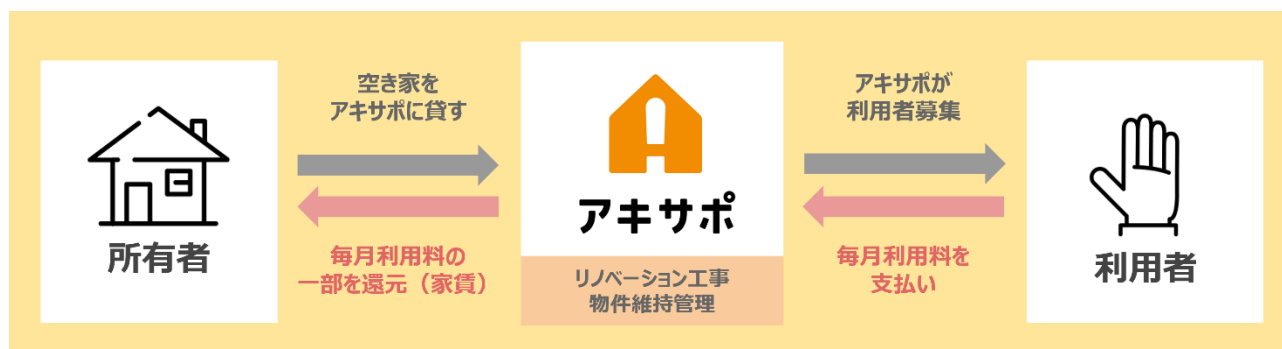 所有者
空き家を
アキサポに貸す
毎月利用料の
一部を還元（家賃）
アキサポ
リノベーション工事
物件維持管理
アキサポが
利用者募集
毎月利用料を
支払い
利用者